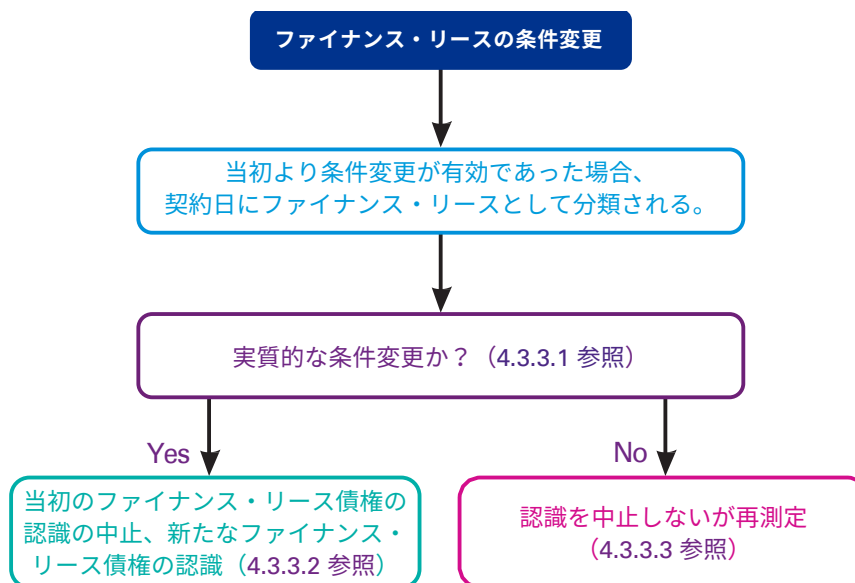 ファイナンス・リースの条件変更
当初より条件変更が有効であった場合、
契約日にファイナンス・リースとして分類される。
実質的な条件変更か？（4.3.3.1 参照）
Yes
No
当初のファイナンス・リース債権の
認識の中止、新たなファイナンス・
リース債権の認識（4.3.3.2 参照）
認識を中止しないが再測定
（4.3.3.3 参照）